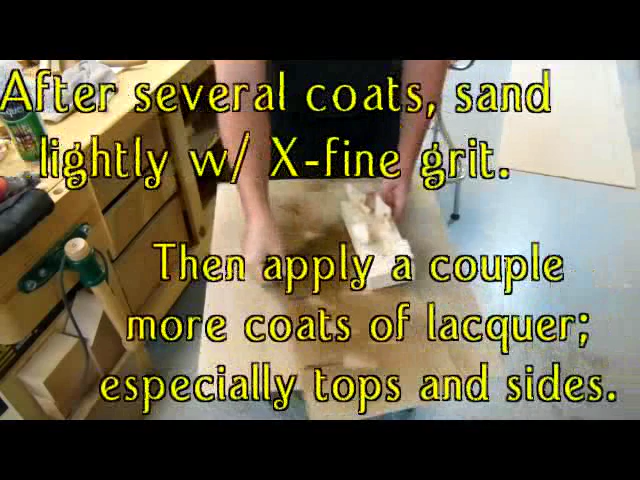 After several coats, sand
lightly w/ X-fine grit.
Then apply a couple
more coats of lacquer;
especially tops and sides.